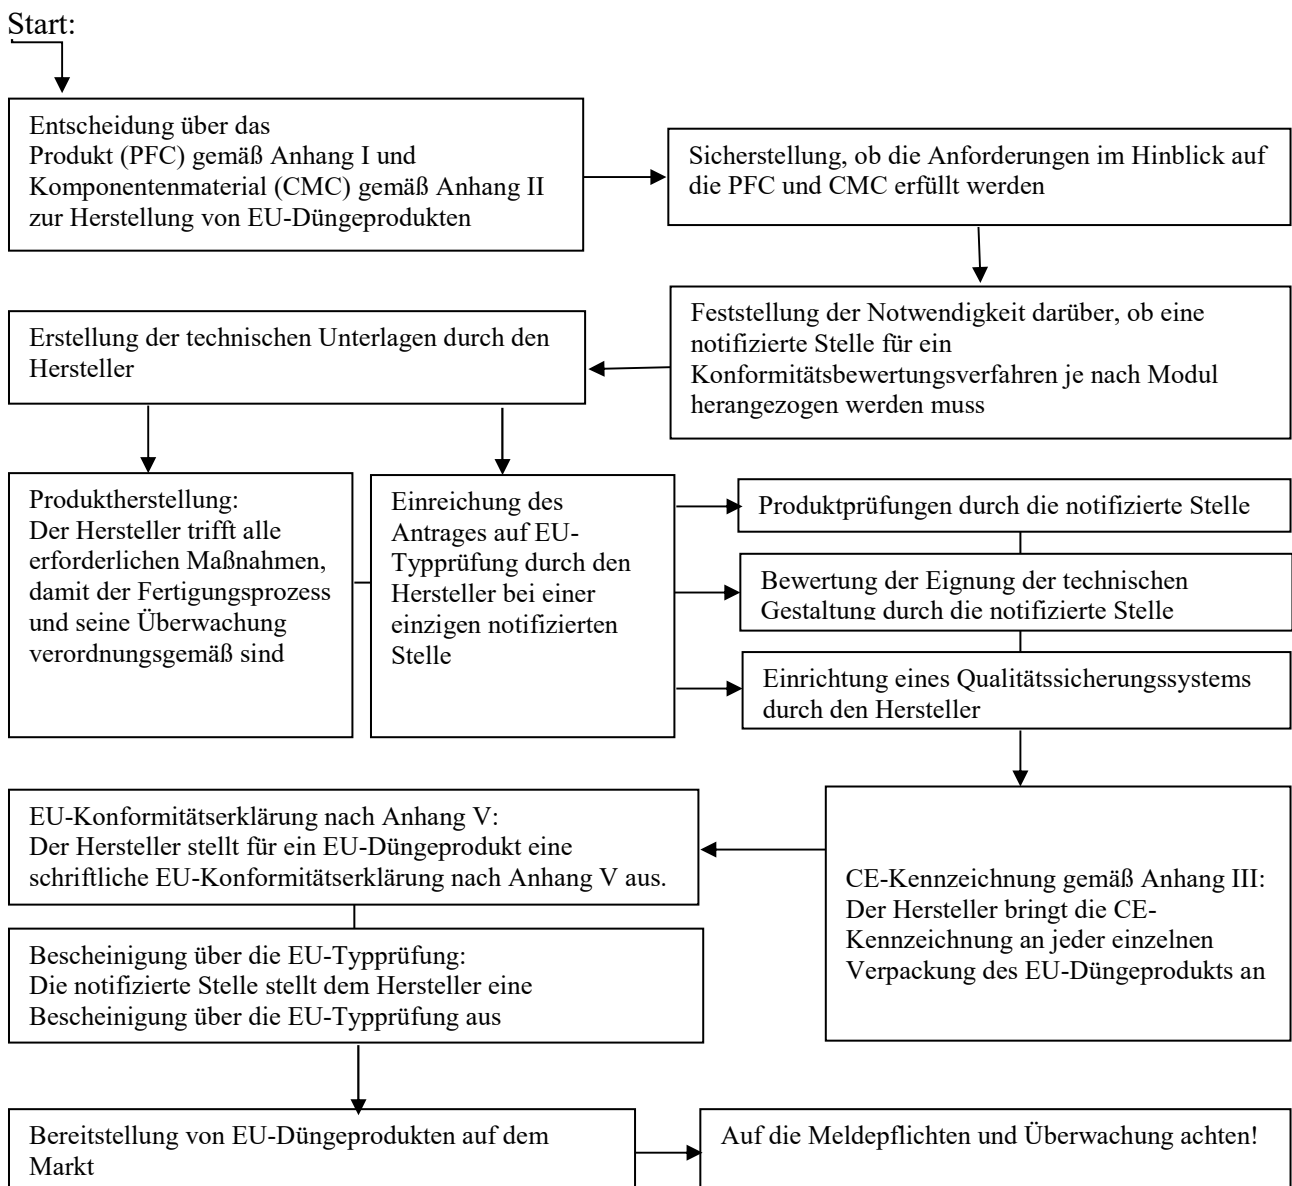 Start:
Entscheidung über das
Produkt (PFC) gemäß Anhang I und
Komponentenmaterial (CMC) gemäß Anhang II
zur Herstellung von EU-Düngeprodukten
Sicherstellung, ob die Anforderungen im Hinblick auf
die PFC und CMC erfüllt werden
Feststellung der Notwendigkeit darüber, ob eine
notifizierte Stelle für ein
Konformitätsbewertungsverfahren je nach Modul
herangezogen werden muss
Erstellung der technischen Unterlagen durch den
Hersteller
Produktherstellung:
Der Hersteller trifft alle
erforderlichen Maßnahmen,
damit der Fertigungsprozess
und seine Überwachung
verordnungsgemäß sind
Einreichung des
Antrages auf EU-
Typprüfung durch den
Hersteller bei einer
einzigen notifizierten
Stelle
Produktprüfungen durch die notifizierte Stelle
Bewertung der Eignung der technischen
Gestaltung durch die notifizierte Stelle
Einrichtung eines Qualitätssicherungssystems
durch den Hersteller
CE-Kennzeichnung gemäß Anhang III:
Der Hersteller bringt die CE-
Kennzeichnung an jeder einzelnen
Verpackung des EU-Düngeprodukts an
EU-Konformitätserklärung nach Anhang V:
Der Hersteller stellt für ein EU-Düngeprodukt eine
schriftliche EU-Konformitätserklärung nach Anhang V aus.
Bescheinigung über die EU-Typprüfung:
Die notifizierte Stelle stellt dem Hersteller eine
Bescheinigung über die EU-Typprüfung aus
Bereitstellung von EU-Düngeprodukten auf dem
Markt
Auf die Meldepflichten und Überwachung achten!